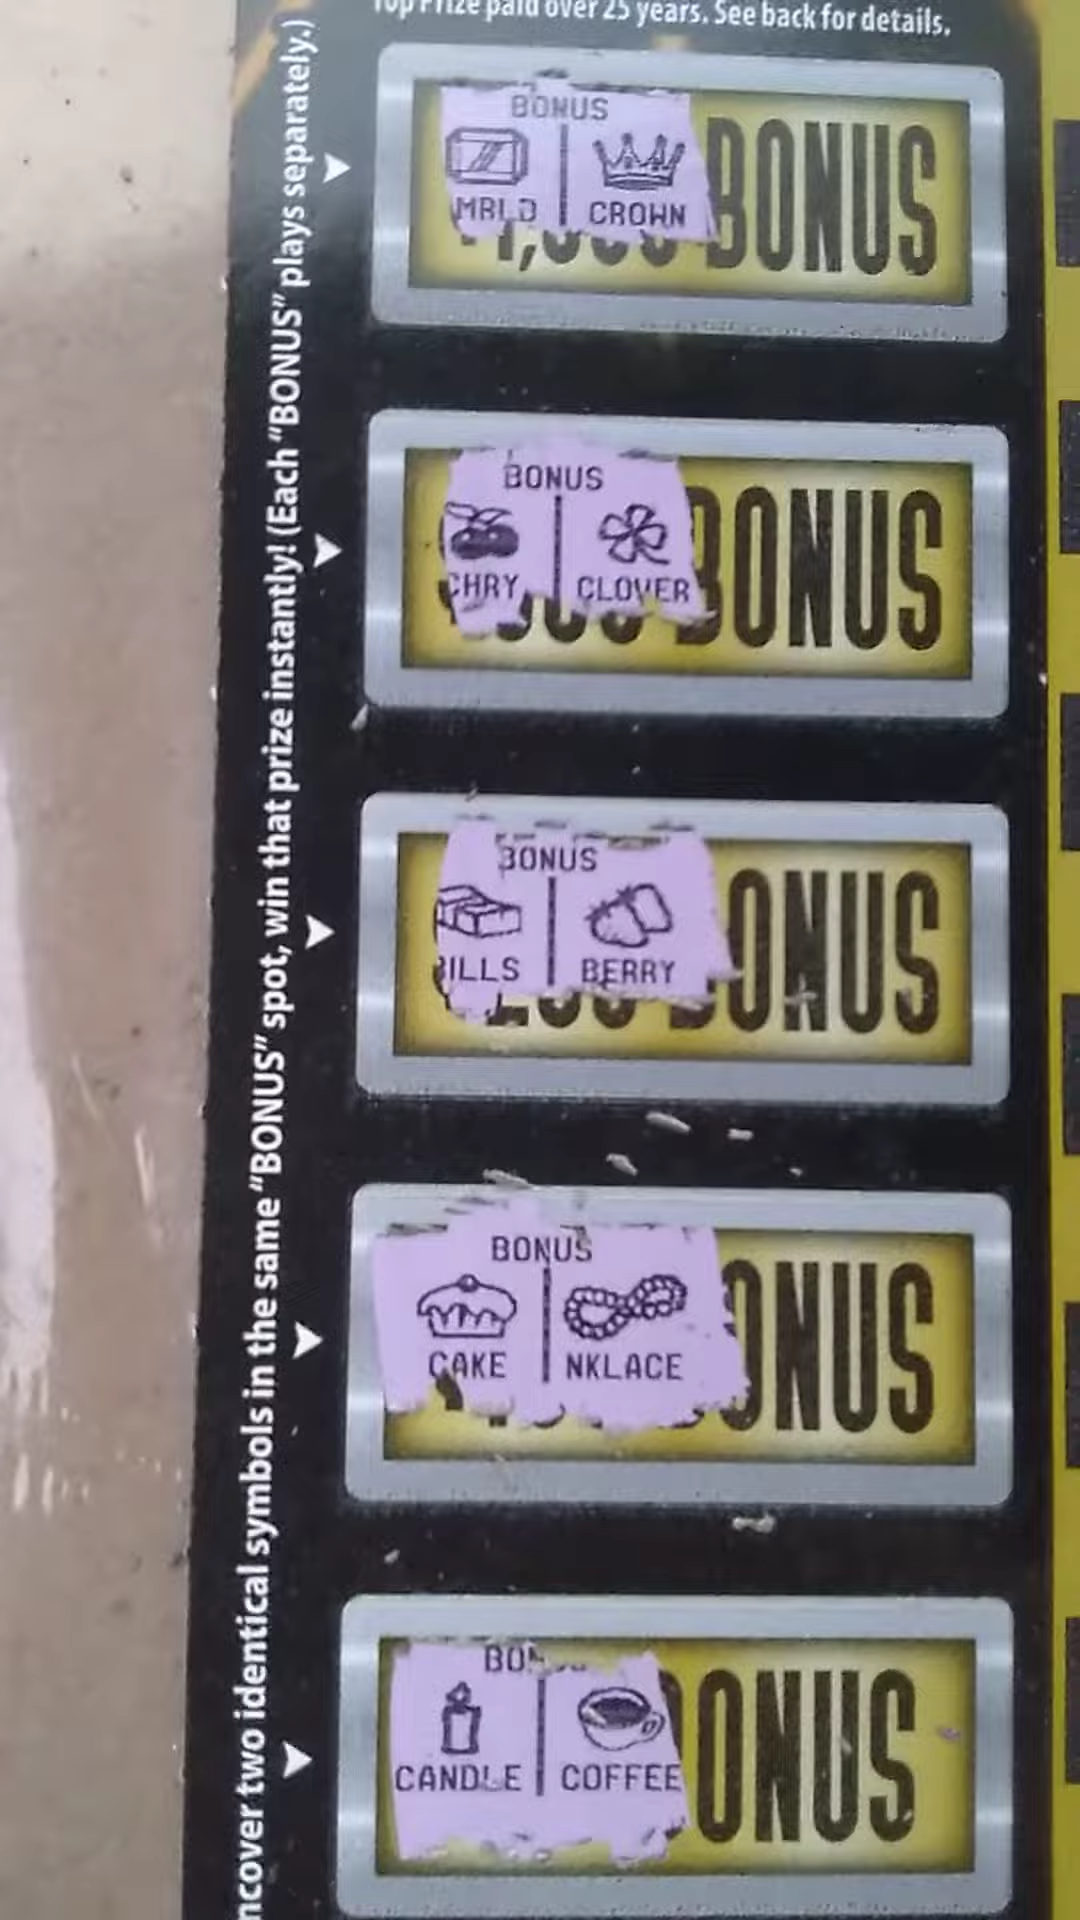 Top Prize paid over 25 years. See back for details.
ncover two identical symbols in the same "BONUS" spot, win that prize instantly! (Each "BONUS" plays separately.)
BONUS
MRLD CROWN
BONUS
BONUS
CHRY CLOVER
BONUS
BONUS
BILLS BERRY
ONUS
BONUS
CAKE NKLACE
ONUS
CANDLE COFFEE
ONUS